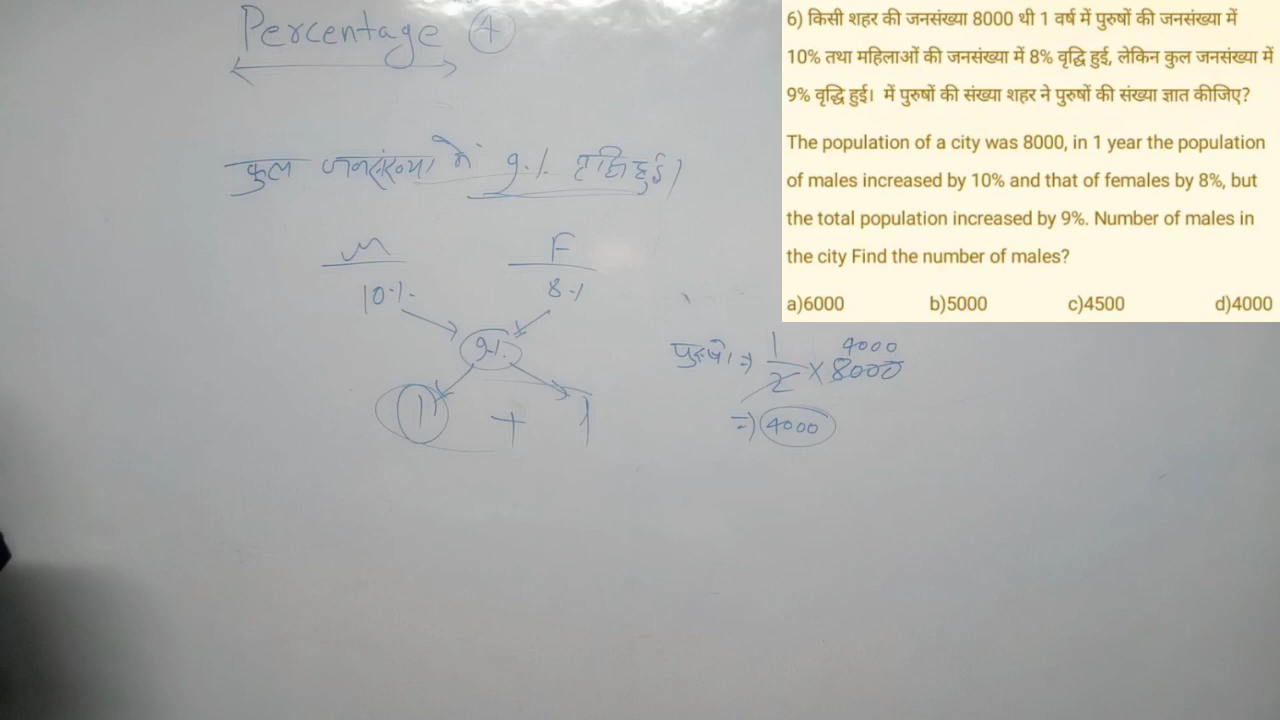 Percentage 4
कुल जनसंख्या में 9% वृद्धि हुई।
M F
10% 8%
9%
1 + 1
पुरुषो ⇒ 1/2 × 8000 4000
⇒ 4000
6) किसी शहर की जनसंख्या 8000 थी 1 वर्ष में पुरुषों की जनसंख्या में
10% तथा महिलाओं की जनसंख्या में 8% वृद्धि हुई, लेकिन कुल जनसंख्या में
9% वृद्धि हुई। में पुरुषों की संख्या शहर ने पुरुषों की संख्या ज्ञात कीजिए?
The population of a city was 8000, in 1 year the population
of males increased by 10% and that of females by 8%, but
the total population increased by 9%. Number of males in
the city Find the number of males?
a)6000 b)5000 c)4500 d)4000